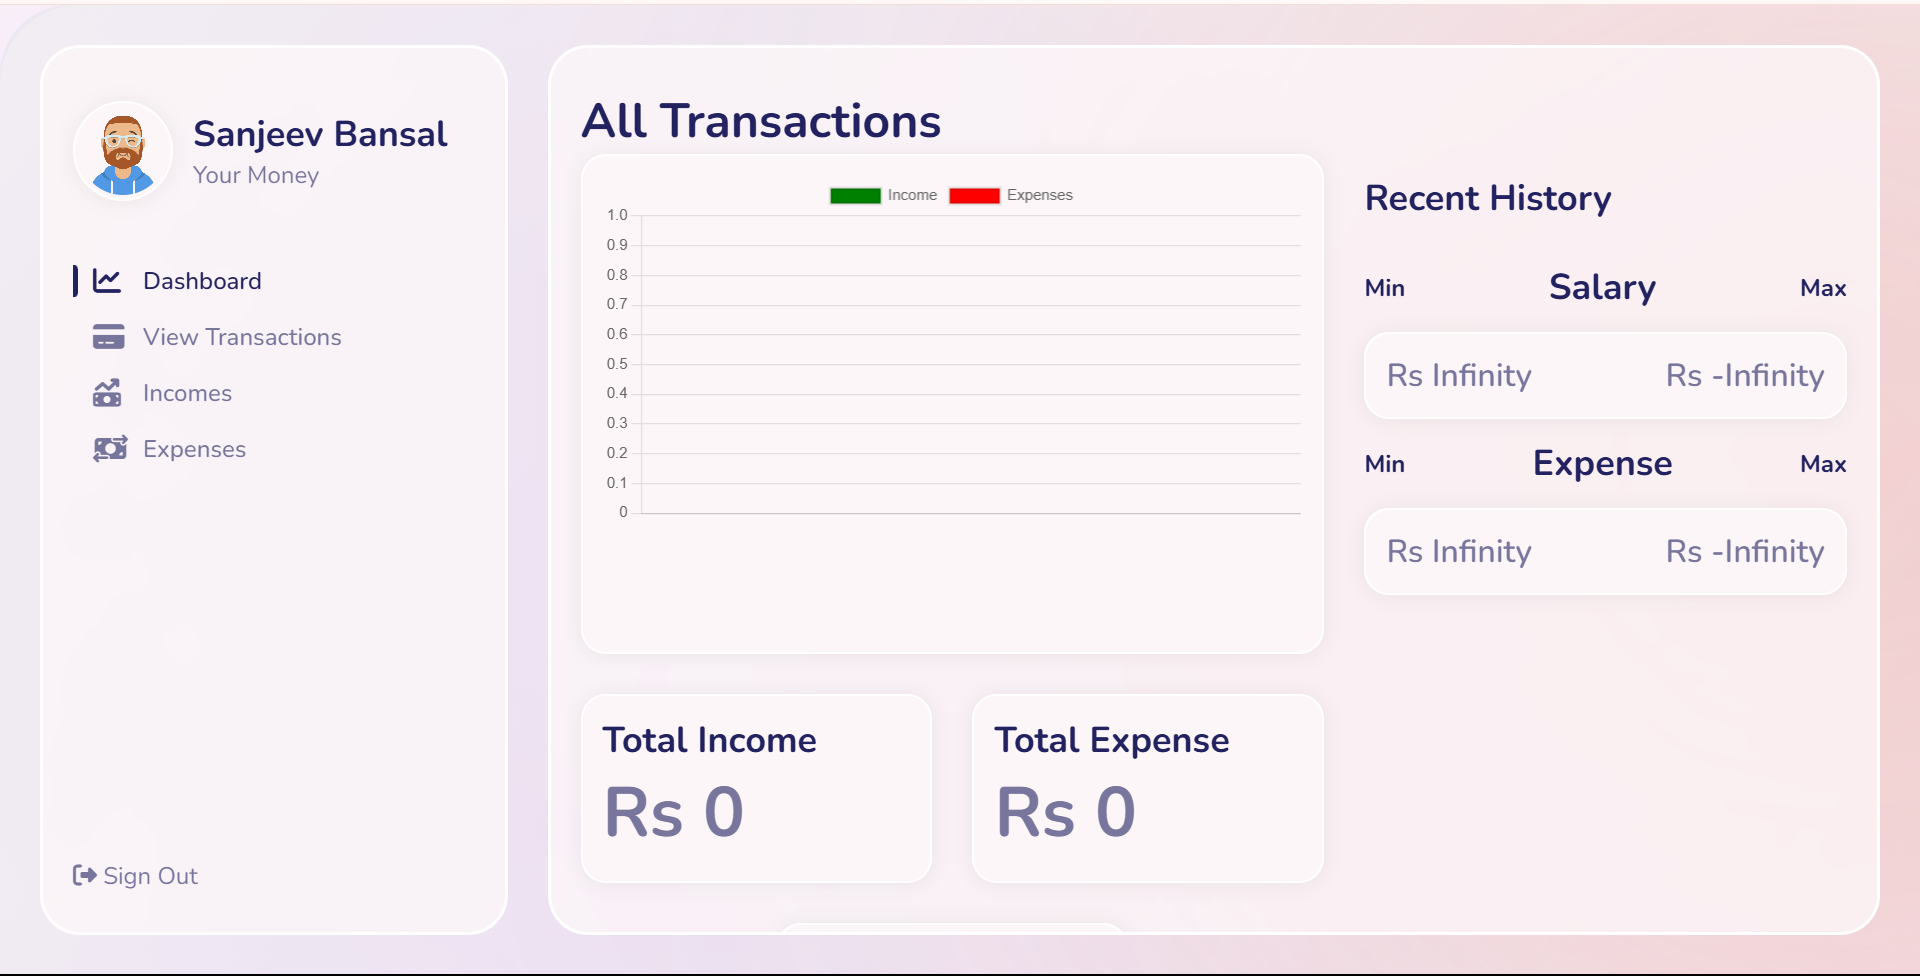 Sanjeev Bansal
Your Money
Dashboard
View Transactions
Incomes
Expenses
Sign Out
All Transactions
Income Expenses
1.0
0.9
0.8
0.7
0.6
0.5
0.4
0.3
0.2
0.1
0
Total Income
Rs 0
Total Expense
Rs 0
Recent History
Min Salary Max
Rs Infinity Rs -Infinity
Min Expense Max
Rs Infinity Rs -Infinity